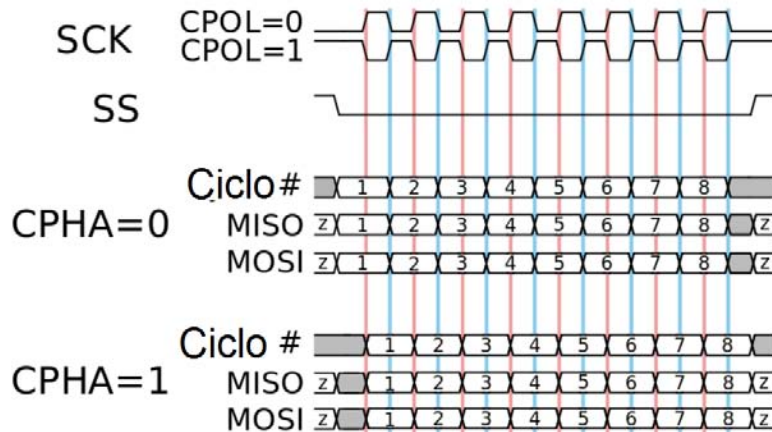 SCK CPOL=0
CPOL=1
SS
Ciclo # 1 2 3 4 5 6 7 8
CPHA=0 MISO z 1 2 3 4 5 6 7 8 z
MOSI z 1 2 3 4 5 6 7 8 z
Ciclo # 1 2 3 4 5 6 7 8
CPHA=1 MISO z 1 2 3 4 5 6 7 8 z
MOSI z 1 2 3 4 5 6 7 8 z